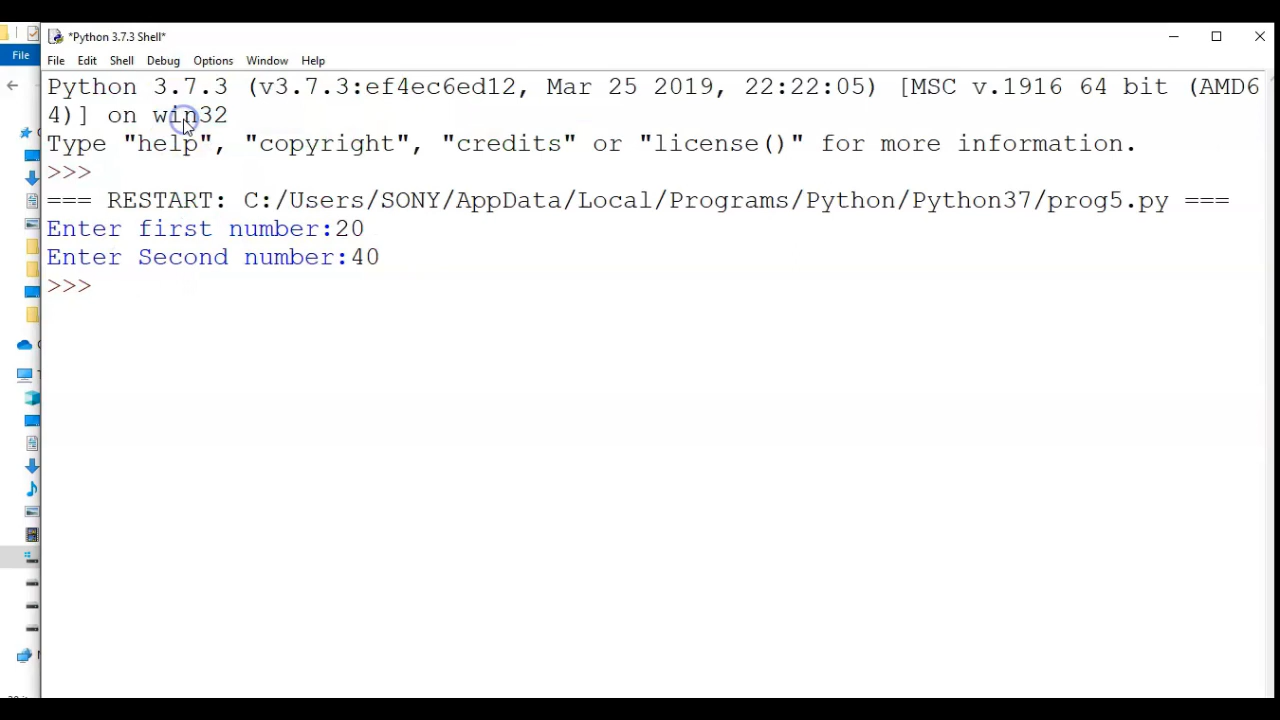 *Python 3.7.3 Shell*
File
File Edit Shell Debug Options Window Help
Python 3.7.3 (v3.7.3:ef4ec6ed12, Mar 25 2019, 22:22:05) [MSC v.1916 64 bit (AMD6
4)] on win32
Type "help", "copyright", "credits" or "license()" for more information.
>>>
=== RESTART: C:/Users/SONY/AppData/Local/Programs/Python/Python37/prog5.py ===
Enter first number:20
Enter Second number:40
>>>